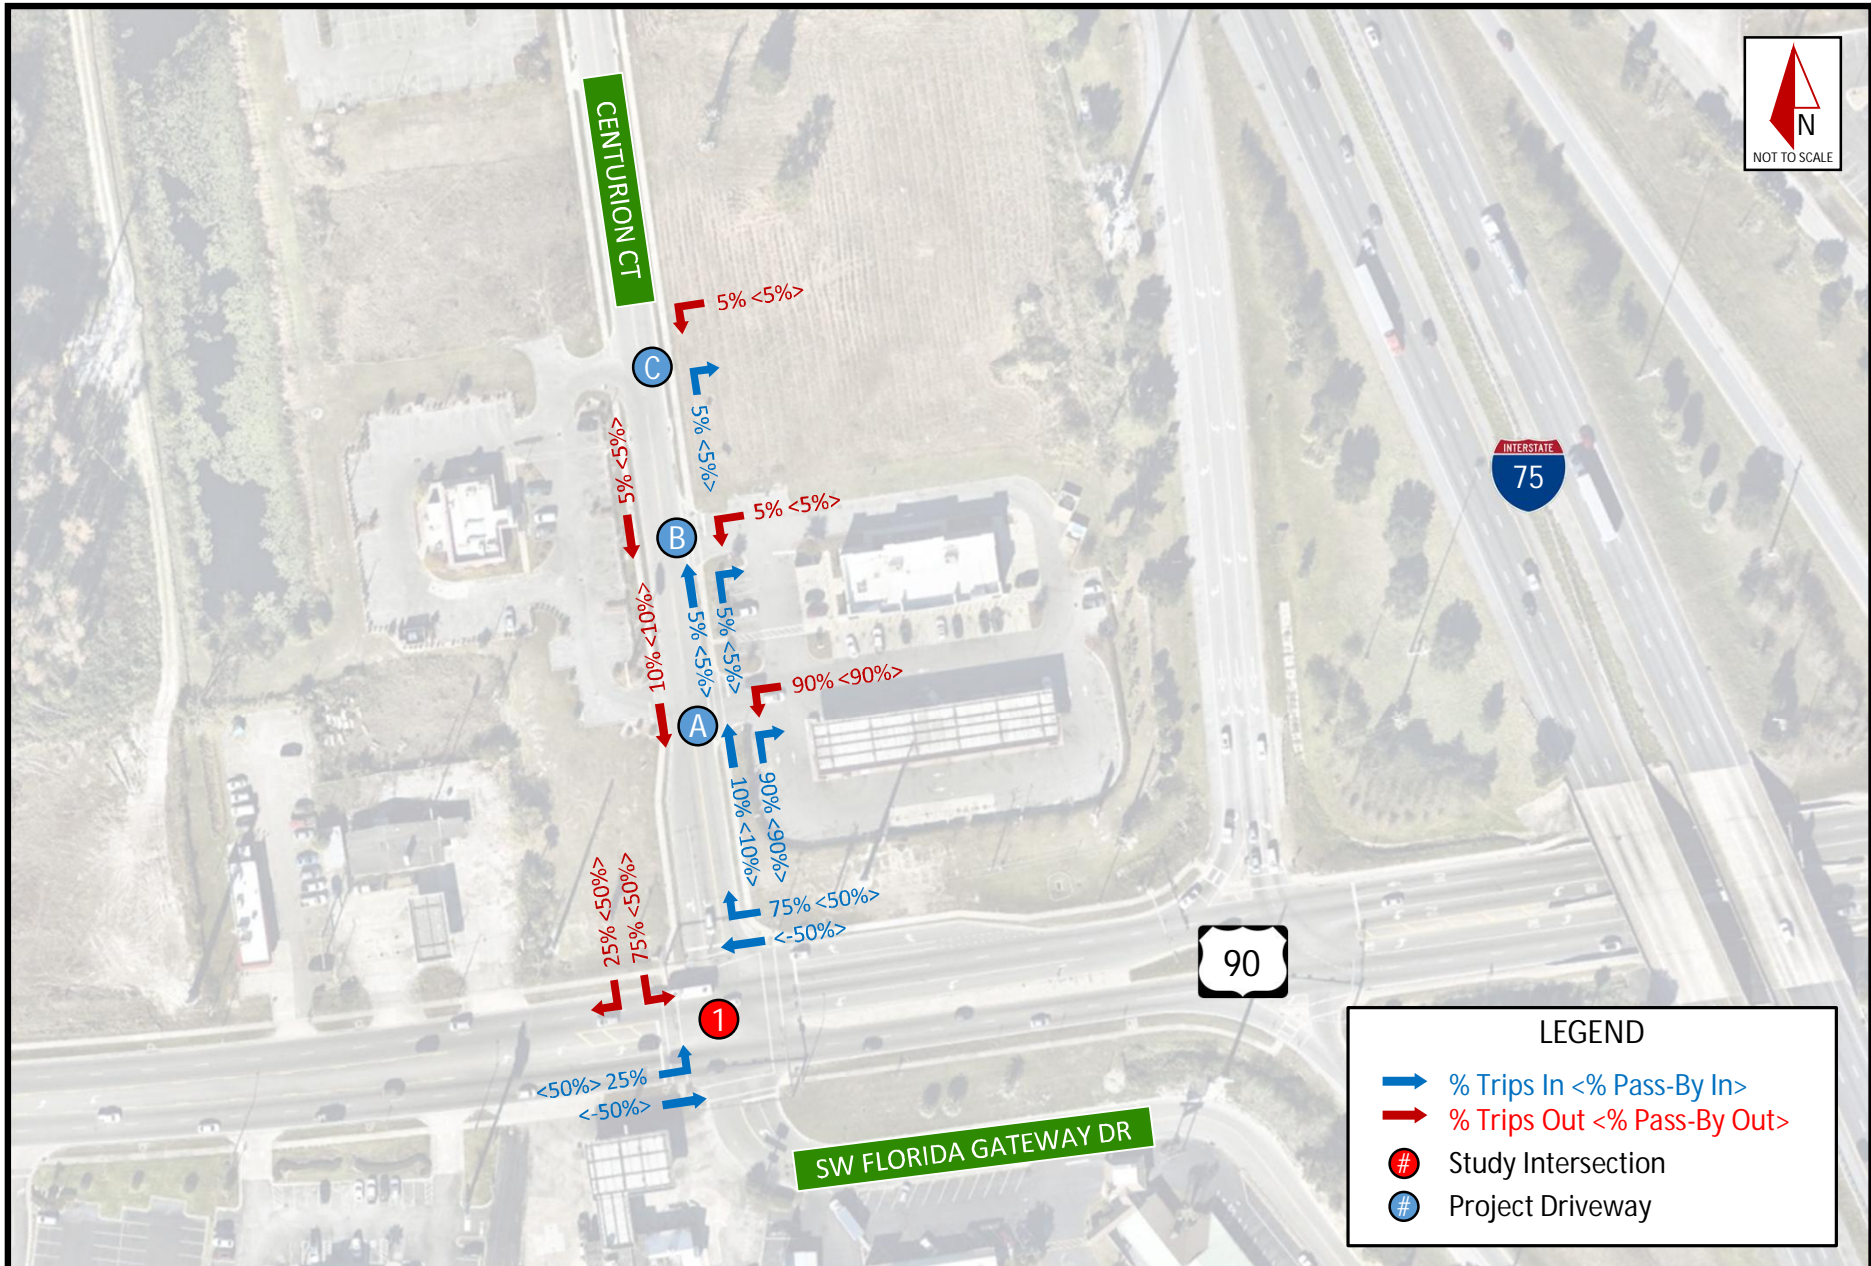 N
NOT TO SCALE
CENTURION CT
5% <5%>
C
5% <5%>
5% <5%>
INTERSTATE
75
5% <5%>
B
10% <10%>
5% <5%>
5% <5%>
90% <90%>
A
10% <10%>
90% <90%>
25% <50%>
75% <50%>
75% <50%>
<-50%>
90
1
<50%> 25%
<-50%>
SW FLORIDA GATEWAY DR
LEGEND
% Trips In <% Pass-By In>
% Trips Out <% Pass-By Out>
# Study Intersection
# Project Driveway